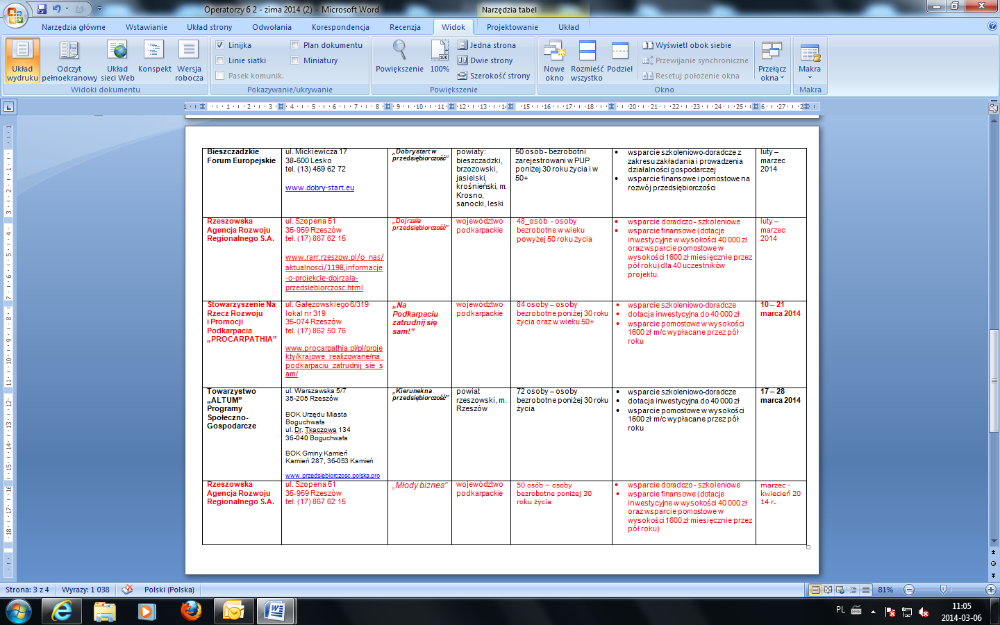 Operatorzy 6 2 - zima 2014 (2) - Microsoft Word
Narzędzia tabel
Narzędzia główne
Wstawianie
Układ strony
Odwołania
Korespondencja
Recenzja
Widok
Projektowanie
Układ
Układ wydruku
Odczyt pełnoekranowy
Układ sieci Web
Konspekt
Wersja robocza
Widoki dokumentu
Linijka
Linie siatki
Pasek komunik.
Plan dokumentu
Miniatury
Pokazywanie/ukrywanie
Powiększenie
100%
Jedna strona
Dwie strony
Szerokość strony
Powiększenie
Nowe okno
Rozmieść wszystko
Podziel
Wyświetl obok siebie
Przewijanie synchroniczne
Resetuj położenie okna
Przełącz okna
Okno
Makra
Makra
Bieszczadzkie
Forum Europejskie
ul. Mickiewicza 17
38-600 Lesko
tel. (13) 469 62 72
www.dobry-start.eu
„Dobry start w
przedsiębiorczość”
powiaty:
bieszczadzki,
brzozowski,
jasielski,
krośnieński, m.
Krosno,
sanocki, leski
50 osób - bezrobotni
zarejestrowani w PUP
poniżej 30 roku życia i w
50+
• wsparcie szkoleniowo-doradcze z
zakresu zakładania i prowadzenia
działalności gospodarczej
• wsparcie finansowe i pomostowe na
rozwój przedsiębiorczości
luty –
marzec
2014
Rzeszowska
Agencja Rozwoju
Regionalnego S.A.
ul. Szopena 51
35-959 Rzeszów
tel. (17) 867 62 15
www.rarr.rzeszow.pl/o_nas/
aktualnosci/1198,informacje
-o-projekcie-dojrzala-
przedsiebiorczosc.html
„Dojrzała
przedsiębiorczość”
województwo
podkarpackie
48_osób - osoby
bezrobotne w wieku
powyżej 50 roku życia
• wsparcie doradczo - szkoleniowe
• wsparcie finansowe (dotacje
inwestycyjne w wysokości 40 000 zł
oraz wsparcie pomostowe w
wysokości 1600 zł miesięcznie przez
pół roku) dla 40 uczestników
projektu.
luty –
marzec
2014
Stowarzyszenie Na
Rzecz Rozwoju
i Promocji
Podkarpacia
„PROCARPATHIA”
ul. Gałęzowskiego 6/319
lokal nr 319
35-074 Rzeszów
tel. (17) 862 50 76
www.procarpathia.pl/pl/proje
kty/krajowe_realizowane/na_
podkarpaciu_zatrudnij_sie_s
am/
„Na
Podkarpaciu
zatrudnij się
sam!”
województwo
podkarpackie
84 osoby – osoby
bezrobotne poniżej 30 roku
życia oraz w wieku 50+
• wsparcie szkoleniowo-doradcze
• dotacja inwestycyjna do 40 000 zł
• wsparcie pomostowe w wysokości
1600 zł m/c wypłacane przez pół
roku
10 – 21
marca 2014
Towarzystwo
„ALTUM”
Programy
Społeczno-
Gospodarcze
ul. Warszawska 5/7
35-205 Rzeszów
BOK Urzędu Miasta
Boguchwała
ul. Dr. Tkaczowa 134
36-040 Boguchwała
BOK Gminy Kamień
Kamień 287, 36-053 Kamień
www.przedsiebiorczosc.polska.pro
„Kierunek na
przedsiębiorczość”
powiat
rzeszowski, m.
Rzeszów
72 osoby – osoby
bezrobotne poniżej 30 roku
życia
• wsparcie szkoleniowo-doradcze
• dotacja inwestycyjna do 40 000 zł
• wsparcie pomostowe w wysokości
1600 zł m/c wypłacane przez pół
roku
17 – 28
marca 2014
Rzeszowska
Agencja Rozwoju
Regionalnego S.A.
ul. Szopena 51
35-959 Rzeszów
tel. (17) 867 62 15
„Młody biznes”
województwo
podkarpackie
50 osób – osoby
bezrobotne poniżej 30
roku życia
• wsparcie doradczo - szkoleniowe
• wsparcie finansowe (dotacje
inwestycyjne w wysokości 40 000 zł
oraz wsparcie pomostowe w
wysokości 1600 zł miesięcznie przez
pół roku)
marzec -
kwiecień 20
14 r.
Strona: 3 z 4
Wyrazy: 1 038
Polski (Polska)
81%
PL
11:05
2014-03-06